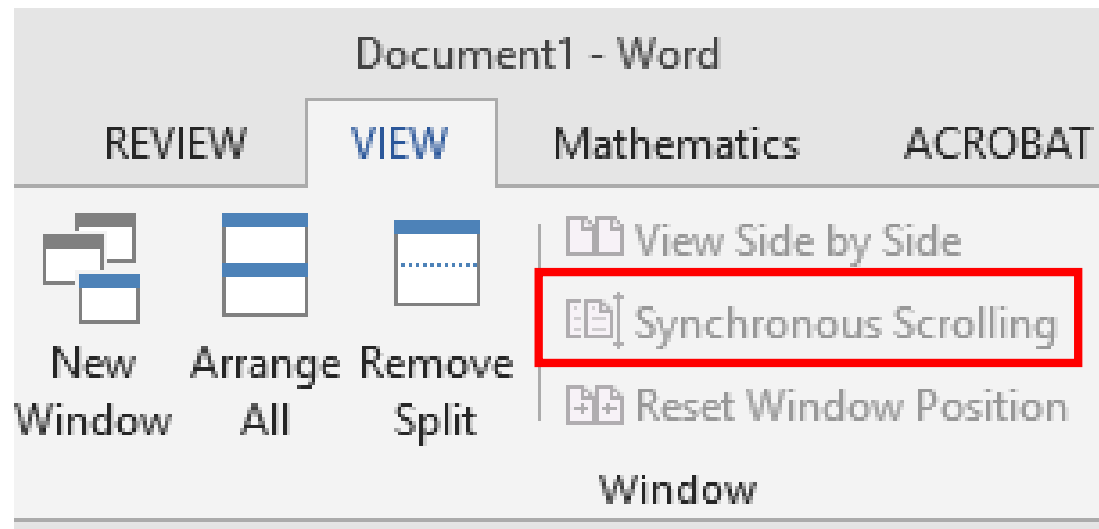 Document1 - Word
REVIEW VIEW Mathematics ACROBAT
New Window
Arrange All
Remove Split
View Side by Side
Synchronous Scrolling
Reset Window Position
Window